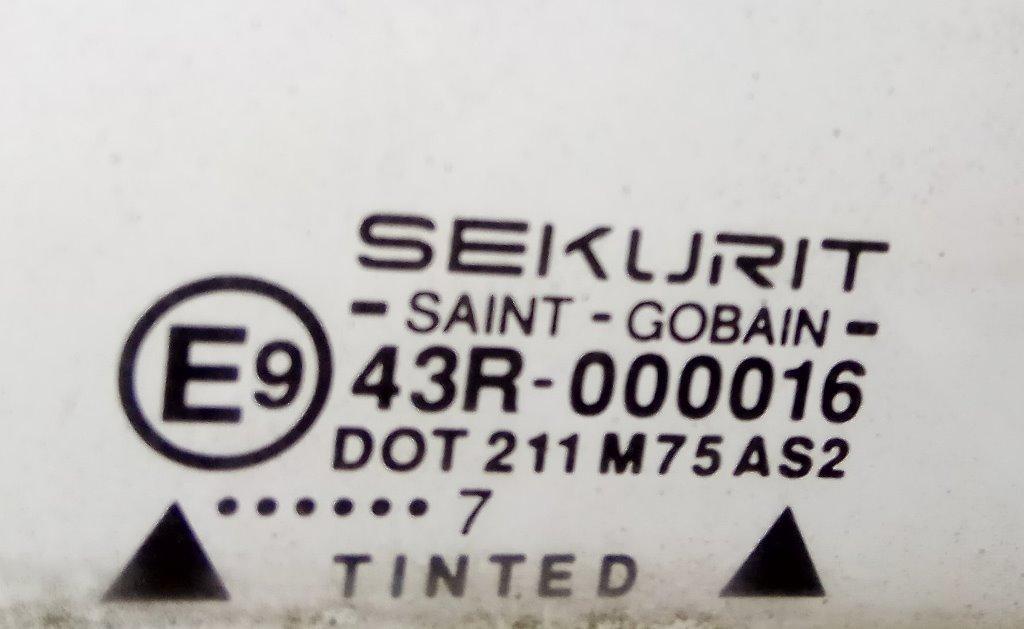 SEKURIT
- SAINT - GOBAIN -
E9 43R-000016
DOT 211 M75 AS2
...... 7
TINTED